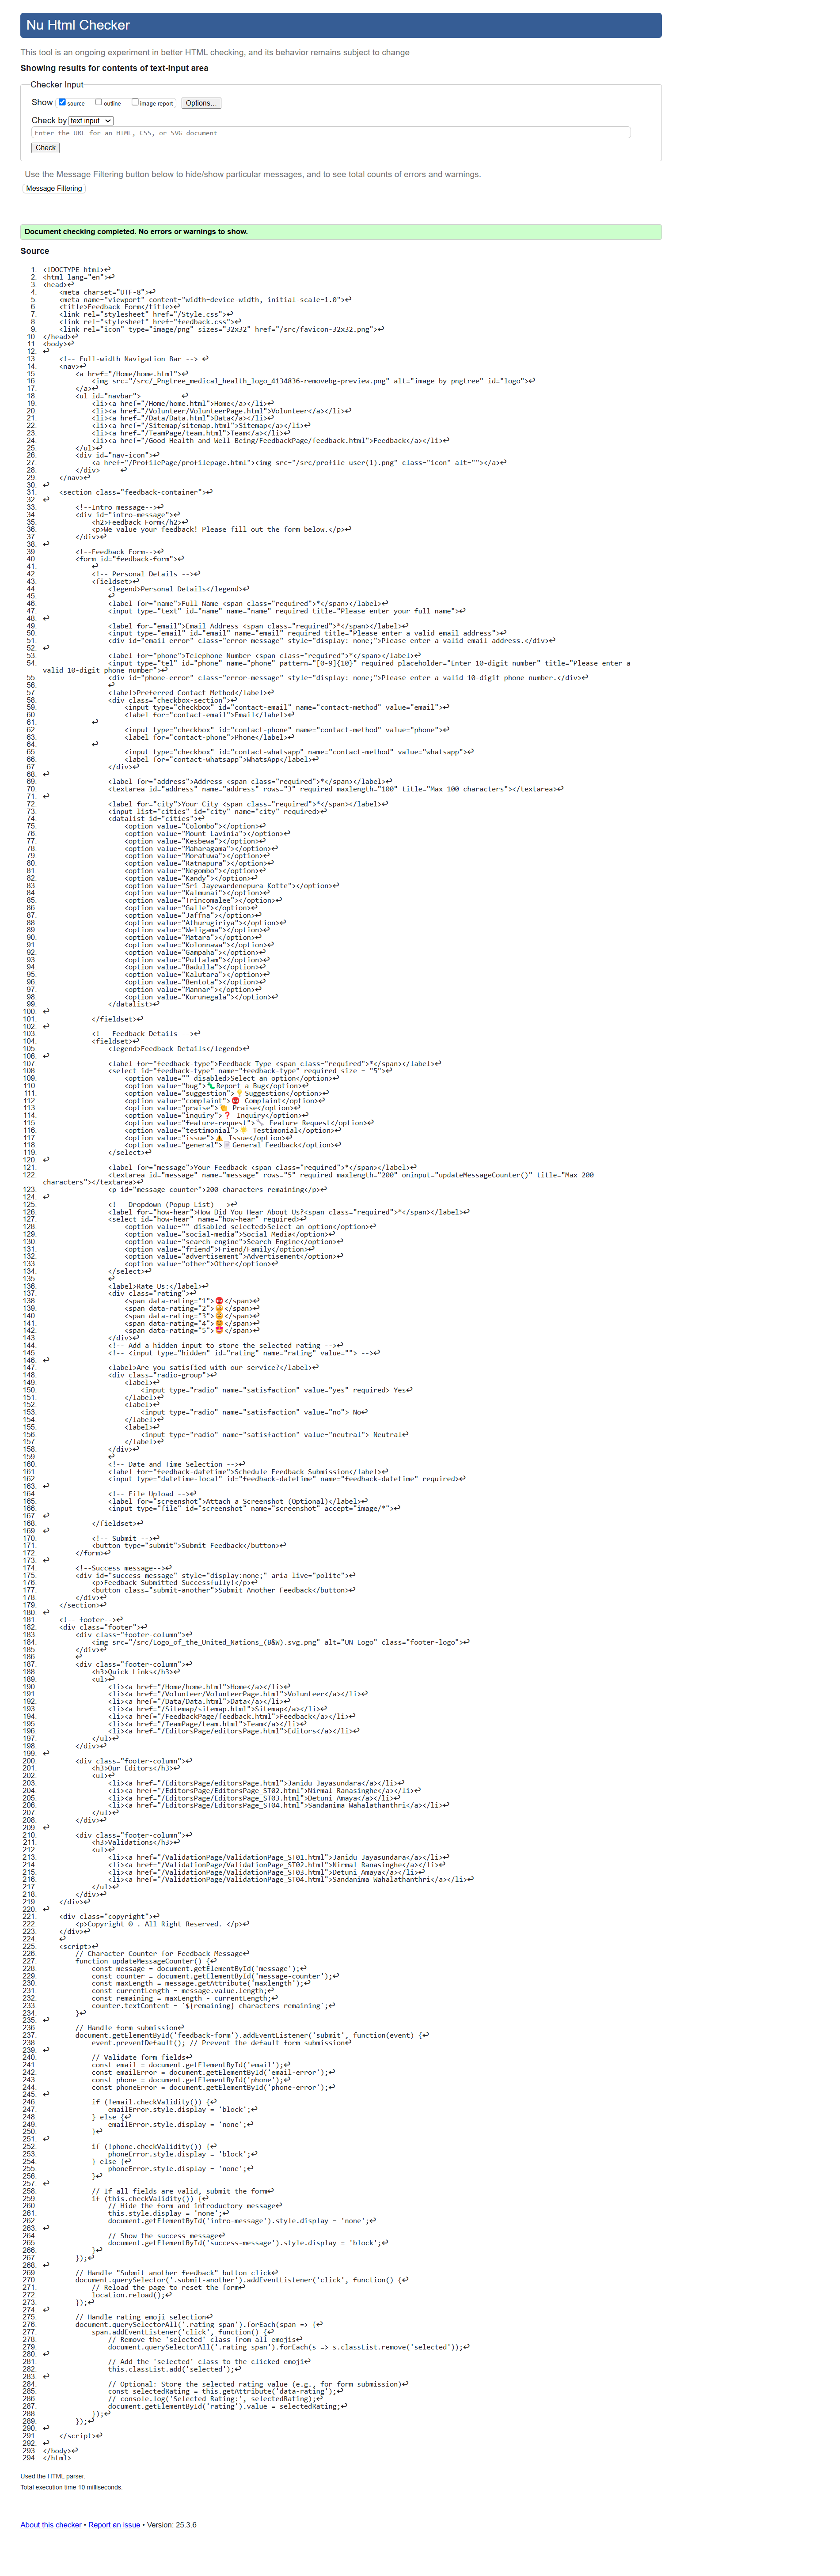 Nu Html Checker
This tool is an ongoing experiment in better HTML checking, and its behavior remains subject to change
Showing results for contents of text-input area
Checker Input
Show source outline image report Options...
Check by text input
Enter the URL for an HTML, CSS, or SVG document
Check
Use the Message Filtering button below to hide/show particular messages, and to see total counts of errors and warnings.
Message Filtering
Document checking completed. No errors or warnings to show.
Source
1. <!DOCTYPE html>↩
2. <html lang="en">↩
3. <head>↩
4. <meta charset="UTF-8">↩
5. <meta name="viewport" content="width=device-width, initial-scale=1.0">↩
6. <title>Feedback Form</title>↩
7. <link rel="stylesheet" href="/Style.css">↩
8. <link rel="stylesheet" href="feedback.css">↩
9. <link rel="icon" type="image/png" sizes="32x32" href="/src/favicon-32x32.png">↩
10. </head>↩
11. <body>↩
12. ↩
13. <!-- Full-width Navigation Bar --> ↩
14. <nav>↩
15. <a href="/Home/home.html">↩
16. <img src="/src/_Pngtree_medical_health_logo_4134836-removebg-preview.png" alt="image by pngtree" id="logo">↩
17. </a>↩
18. <ul id="navbar"> ↩
19. <li><a href="/Home/home.html">Home</a></li>↩
20. <li><a href="/Volunteer/VolunteerPage.html">Volunteer</a></li>↩
21. <li><a href="/Data/Data.html">Data</a></li>↩
22. <li><a href="/Sitemap/sitemap.html">Sitemap</a></li>↩
23. <li><a href="/TeamPage/team.html">Team</a></li>↩
24. <li><a href="/Good-Health-and-Well-Being/FeedbackPage/feedback.html">Feedback</a></li>↩
25. </ul>↩
26. <div id="nav-icon">↩
27. <a href="/ProfilePage/profilepage.html"><img src="/src/profile-user(1).png" class="icon" alt=""></a>↩
28. </div> ↩
29. </nav>↩
30. ↩
31. <section class="feedback-container">↩
32. ↩
33. <!--Intro message-->↩
34. <div id="intro-message">↩
35. <h2>Feedback Form</h2>↩
36. <p>We value your feedback! Please fill out the form below.</p>↩
37. </div>↩
38. ↩
39. <!--Feedback Form-->↩
40. <form id="feedback-form">↩
41. ↩
42. <!-- Personal Details -->↩
43. <fieldset>↩
44. <legend>Personal Details</legend>↩
45. ↩
46. <label for="name">Full Name <span class="required">*</span></label>↩
47. <input type="text" id="name" name="name" required title="Please enter your full name">↩
48. ↩
49. <label for="email">Email Address <span class="required">*</span></label>↩
50. <input type="email" id="email" name="email" required title="Please enter a valid email address">↩
51. <div id="email-error" class="error-message" style="display: none;">Please enter a valid email address.</div>↩
52. ↩
53. <label for="phone">Telephone Number <span class="required">*</span></label>↩
54. <input type="tel" id="phone" name="phone" pattern="[0-9]{10}" required placeholder="Enter 10-digit number" title="Please enter a
valid 10-digit phone number">↩
55. <div id="phone-error" class="error-message" style="display: none;">Please enter a valid 10-digit phone number.</div>↩
56. ↩
57. <label>Preferred Contact Method</label>↩
58. <div class="checkbox-section">↩
59. <input type="checkbox" id="contact-email" name="contact-method" value="email">↩
60. <label for="contact-email">Email</label>↩
61. ↩
62. <input type="checkbox" id="contact-phone" name="contact-method" value="phone">↩
63. <label for="contact-phone">Phone</label>↩
64. ↩
65. <input type="checkbox" id="contact-whatsapp" name="contact-method" value="whatsapp">↩
66. <label for="contact-whatsapp">WhatsApp</label>↩
67. </div>↩
68. ↩
69. <label for="address">Address <span class="required">*</span></label>↩
70. <textarea id="address" name="address" rows="3" required maxlength="100" title="Max 100 characters"></textarea>↩
71. ↩
72. <label for="city">Your City <span class="required">*</span></label>↩
73. <input list="cities" id="city" name="city" required>↩
74. <datalist id="cities">↩
75. <option value="Colombo"></option>↩
76. <option value="Mount Lavinia"></option>↩
77. <option value="Kesbewa"></option>↩
78. <option value="Maharagama"></option>↩
79. <option value="Moratuwa"></option>↩
80. <option value="Ratnapura"></option>↩
81. <option value="Negombo"></option>↩
82. <option value="Kandy"></option>↩
83. <option value="Sri Jayewardenepura Kotte"></option>↩
84. <option value="Kalmunai"></option>↩
85. <option value="Trincomalee"></option>↩
86. <option value="Galle"></option>↩
87. <option value="Jaffna"></option>↩
88. <option value="Athurugiriya"></option>↩
89. <option value="Weligama"></option>↩
90. <option value="Matara"></option>↩
91. <option value="Kolonnawa"></option>↩
92. <option value="Gampaha"></option>↩
93. <option value="Puttalam"></option>↩
94. <option value="Badulla"></option>↩
95. <option value="Kalutara"></option>↩
96. <option value="Bentota"></option>↩
97. <option value="Mannar"></option>↩
98. <option value="Kurunegala"></option>↩
99. </datalist>↩
100. ↩
101. </fieldset>↩
102. ↩
103. <!-- Feedback Details -->↩
104. <fieldset>↩
105. <legend>Feedback Details</legend>↩
106. ↩
107. <label for="feedback-type">Feedback Type <span class="required">*</span></label>↩
108. <select id="feedback-type" name="feedback-type" required size = "5">↩
109. <option value="" disabled>Select an option</option>↩
110. <option value="bug">🐛Report a Bug</option>↩
111. <option value="suggestion">💡Suggestion</option>↩
112. <option value="complaint">😡 Complaint</option>↩
113. <option value="praise">👏 Praise</option>↩
114. <option value="inquiry">❓ Inquiry</option>↩
115. <option value="feature-request">🔧 Feature Request</option>↩
116. <option value="testimonial">🌟 Testimonial</option>↩
117. <option value="issue">⚠️ Issue</option>↩
118. <option value="general">📄General Feedback</option>↩
119. </select>↩
120. ↩
121. <label for="message">Your Feedback <span class="required">*</span></label>↩
122. <textarea id="message" name="message" rows="5" required maxlength="200" oninput="updateMessageCounter()" title="Max 200
characters"></textarea>↩
123. <p id="message-counter">200 characters remaining</p>↩
124. ↩
125. <!-- Dropdown (Popup List) -->↩
126. <label for="how-hear">How Did You Hear About Us?<span class="required">*</span></label>↩
127. <select id="how-hear" name="how-hear" required>↩
128. <option value="" disabled selected>Select an option</option>↩
129. <option value="social-media">Social Media</option>↩
130. <option value="search-engine">Search Engine</option>↩
131. <option value="friend">Friend/Family</option>↩
132. <option value="advertisement">Advertisement</option>↩
133. <option value="other">Other</option>↩
134. </select>↩
135. ↩
136. <label>Rate Us:</label>↩
137. <div class="rating">↩
138. <span data-rating="1">😡</span>↩
139. <span data-rating="2">😞</span>↩
140. <span data-rating="3">😐</span>↩
141. <span data-rating="4">😊</span>↩
142. <span data-rating="5">🤩</span>↩
143. </div>↩
144. <!-- Add a hidden input to store the selected rating -->↩
145. <!-- <input type="hidden" id="rating" name="rating" value=""> -->↩
146. ↩
147. <label>Are you satisfied with our service?</label>↩
148. <div class="radio-group">↩
149. <label>↩
150. <input type="radio" name="satisfaction" value="yes" required> Yes↩
151. </label>↩
152. <label>↩
153. <input type="radio" name="satisfaction" value="no"> No↩
154. </label>↩
155. <label>↩
156. <input type="radio" name="satisfaction" value="neutral"> Neutral↩
157. </label>↩
158. </div>↩
159. ↩
160. <!-- Date and Time Selection -->↩
161. <label for="feedback-datetime">Schedule Feedback Submission</label>↩
162. <input type="datetime-local" id="feedback-datetime" name="feedback-datetime" required>↩
163. ↩
164. <!-- File Upload -->↩
165. <label for="screenshot">Attach a Screenshot (Optional)</label>↩
166. <input type="file" id="screenshot" name="screenshot" accept="image/*">↩
167. ↩
168. </fieldset>↩
169. ↩
170. <!-- Submit -->↩
171. <button type="submit">Submit Feedback</button>↩
172. </form>↩
173. ↩
174. <!--Success message-->↩
175. <div id="success-message" style="display:none;" aria-live="polite">↩
176. <p>Feedback Submitted Successfully!</p>↩
177. <button class="submit-another">Submit Another Feedback</button>↩
178. </div>↩
179. </section>↩
180. ↩
181. <!-- footer-->↩
182. <div class="footer">↩
183. <div class="footer-column">↩
184. <img src="/src/Logo_of_the_United_Nations_(B&W).svg.png" alt="UN Logo" class="footer-logo">↩
185. </div>↩
186. ↩
187. <div class="footer-column">↩
188. <h3>Quick Links</h3>↩
189. <ul>↩
190. <li><a href="/Home/home.html">Home</a></li>↩
191. <li><a href="/Volunteer/VolunteerPage.html">Volunteer</a></li>↩
192. <li><a href="/Data/Data.html">Data</a></li>↩
193. <li><a href="/Sitemap/sitemap.html">Sitemap</a></li>↩
194. <li><a href="/FeedbackPage/feedback.html">Feedback</a></li>↩
195. <li><a href="/TeamPage/team.html">Team</a></li>↩
196. <li><a href="/EditorsPage/editorsPage.html">Editors</a></li>↩
197. </ul>↩
198. </div>↩
199. ↩
200. <div class="footer-column">↩
201. <h3>Our Editors</h3>↩
202. <ul>↩
203. <li><a href="/EditorsPage/editorsPage.html">Janidu Jayasundara</a></li>↩
204. <li><a href="/EditorsPage/EditorsPage_ST02.html">Nirmal Ranasinghe</a></li>↩
205. <li><a href="/EditorsPage/EditorsPage_ST03.html">Detuni Amaya</a></li>↩
206. <li><a href="/EditorsPage/EditorsPage_ST04.html">Sandanima Wahalathanthri</a></li>↩
207. </ul>↩
208. </div>↩
209. ↩
210. <div class="footer-column">↩
211. <h3>Validations</h3>↩
212. <ul>↩
213. <li><a href="/ValidationPage/ValidationPage_ST01.html">Janidu Jayasundara</a></li>↩
214. <li><a href="/ValidationPage/ValidationPage_ST02.html">Nirmal Ranasinghe</a></li>↩
215. <li><a href="/ValidationPage/ValidationPage_ST03.html">Detuni Amaya</a></li>↩
216. <li><a href="/ValidationPage/ValidationPage_ST04.html">Sandanima Wahalathanthri</a></li>↩
217. </ul>↩
218. </div>↩
219. </div>↩
220. ↩
221. <div class="copyright">↩
222. <p>Copyright © . All Right Reserved. </p>↩
223. </div>↩
224. ↩
225. <script>↩
226. // Character Counter for Feedback Message↩
227. function updateMessageCounter() {↩
228. const message = document.getElementById('message');↩
229. const counter = document.getElementById('message-counter');↩
230. const maxLength = message.getAttribute('maxlength');↩
231. const currentLength = message.value.length;↩
232. const remaining = maxLength - currentLength;↩
233. counter.textContent = `${remaining} characters remaining`;↩
234. }↩
235. ↩
236. // Handle form submission↩
237. document.getElementById('feedback-form').addEventListener('submit', function(event) {↩
238. event.preventDefault(); // Prevent the default form submission↩
239. ↩
240. // Validate form fields↩
241. const email = document.getElementById('email');↩
242. const emailError = document.getElementById('email-error');↩
243. const phone = document.getElementById('phone');↩
244. const phoneError = document.getElementById('phone-error');↩
245. ↩
246. if (!email.checkValidity()) {↩
247. emailError.style.display = 'block';↩
248. } else {↩
249. emailError.style.display = 'none';↩
250. }↩
251. ↩
252. if (!phone.checkValidity()) {↩
253. phoneError.style.display = 'block';↩
254. } else {↩
255. phoneError.style.display = 'none';↩
256. }↩
257. ↩
258. // If all fields are valid, submit the form↩
259. if (this.checkValidity()) {↩
260. // Hide the form and introductory message↩
261. this.style.display = 'none';↩
262. document.getElementById('intro-message').style.display = 'none';↩
263. ↩
264. // Show the success message↩
265. document.getElementById('success-message').style.display = 'block';↩
266. }↩
267. });↩
268. ↩
269. // Handle "Submit another feedback" button click↩
270. document.querySelector('.submit-another').addEventListener('click', function() {↩
271. // Reload the page to reset the form↩
272. location.reload();↩
273. });↩
274. ↩
275. // Handle rating emoji selection↩
276. document.querySelectorAll('.rating span').forEach(span => {↩
277. span.addEventListener('click', function() {↩
278. // Remove the 'selected' class from all emojis↩
279. document.querySelectorAll('.rating span').forEach(s => s.classList.remove('selected'));↩
280. ↩
281. // Add the 'selected' class to the clicked emoji↩
282. this.classList.add('selected');↩
283. ↩
284. // Optional: Store the selected rating value (e.g., for form submission)↩
285. const selectedRating = this.getAttribute('data-rating');↩
286. // console.log('Selected Rating:', selectedRating);↩
287. document.getElementById('rating').value = selectedRating;↩
288. });↩
289. });↩
290. ↩
291. </script>↩
292. ↩
293. </body>↩
294. </html>
Used the HTML parser.
Total execution time 10 milliseconds.
About this checker • Report an issue • Version: 25.3.6